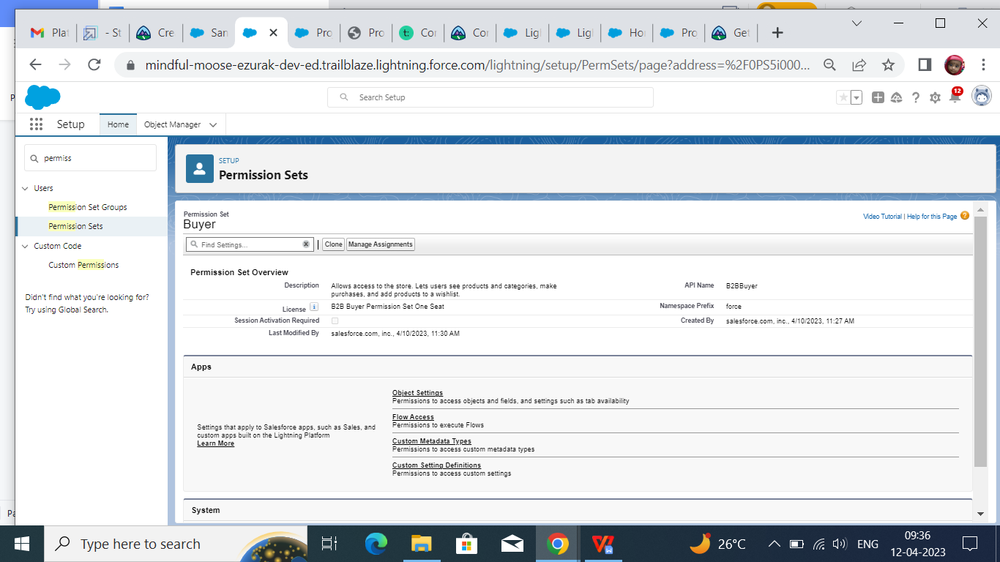 Plat
- St
Cre
San
Pro
Pro
Cor
Cor
Ligl
Ligl
Ho
Pro
Get
mindful-moose-ezurak-dev-ed.trailblaze.lightning.force.com/lightning/setup/PermSets/page?address=%2F0PS5i000...
Search Setup
12
Setup
Home
Object Manager
permiss
Users
Permission Set Groups
Permission Sets
Custom Code
Custom Permissions
Didn't find what you're looking for?
Try using Global Search.
SETUP
Permission Sets
Permission Set
Buyer
Video Tutorial | Help for this Page
Find Settings...
Clone
Manage Assignments
Permission Set Overview
Description
Allows access to the store. Lets users see products and categories, make
purchases, and add products to a wishlist.
API Name
B2BBuyer
License
B2B Buyer Permission Set One Seat
Namespace Prefix
force
Session Activation Required
Created By
salesforce.com, inc., 4/10/2023, 11:27 AM
Last Modified By
salesforce.com, inc., 4/10/2023, 11:30 AM
Apps
Settings that apply to Salesforce apps, such as Sales, and
custom apps built on the Lightning Platform
Learn More
Object Settings
Permissions to access objects and fields, and settings such as tab availability
Flow Access
Permissions to execute Flows
Custom Metadata Types
Permissions to access custom metadata types
Custom Setting Definitions
Permissions to access custom settings
System
Type here to search
26°C
ENG
09:36
12-04-2023